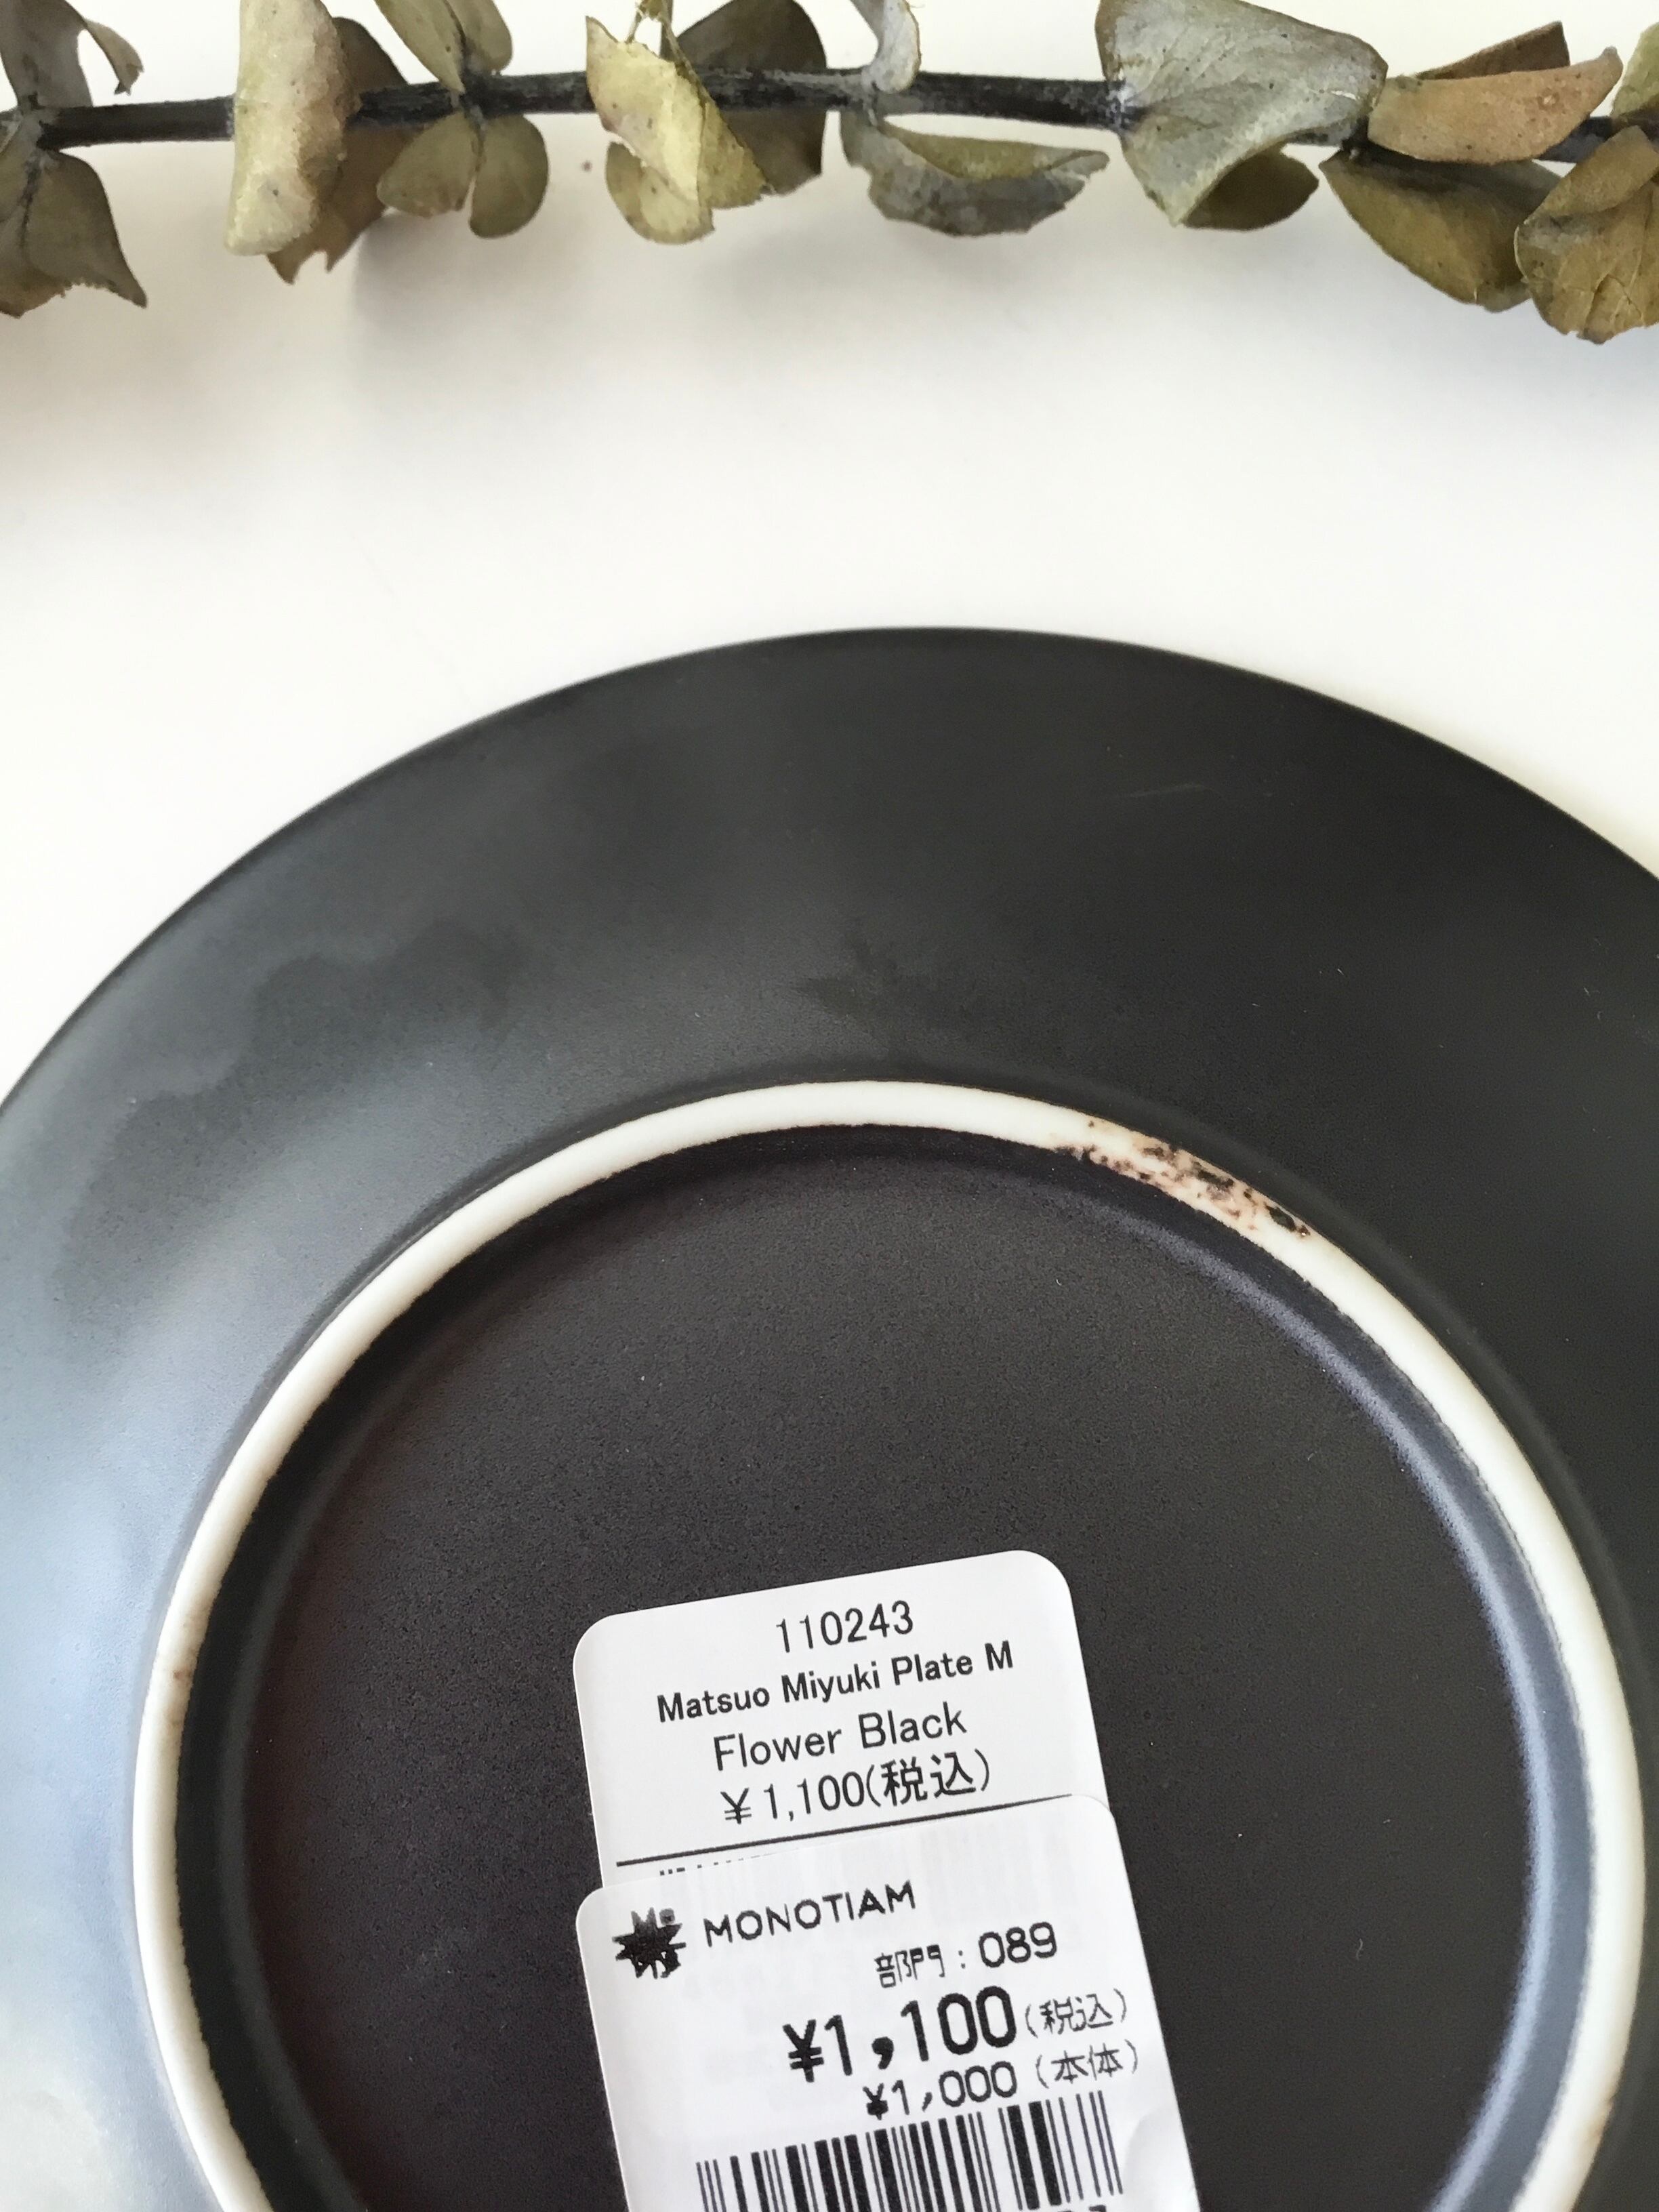 110243
Matsuo Miyuki Plate M
Flower Black
¥1,100(税込)
MONOTIAM
部門:089
¥1,100(税込)
¥1,000(本体)